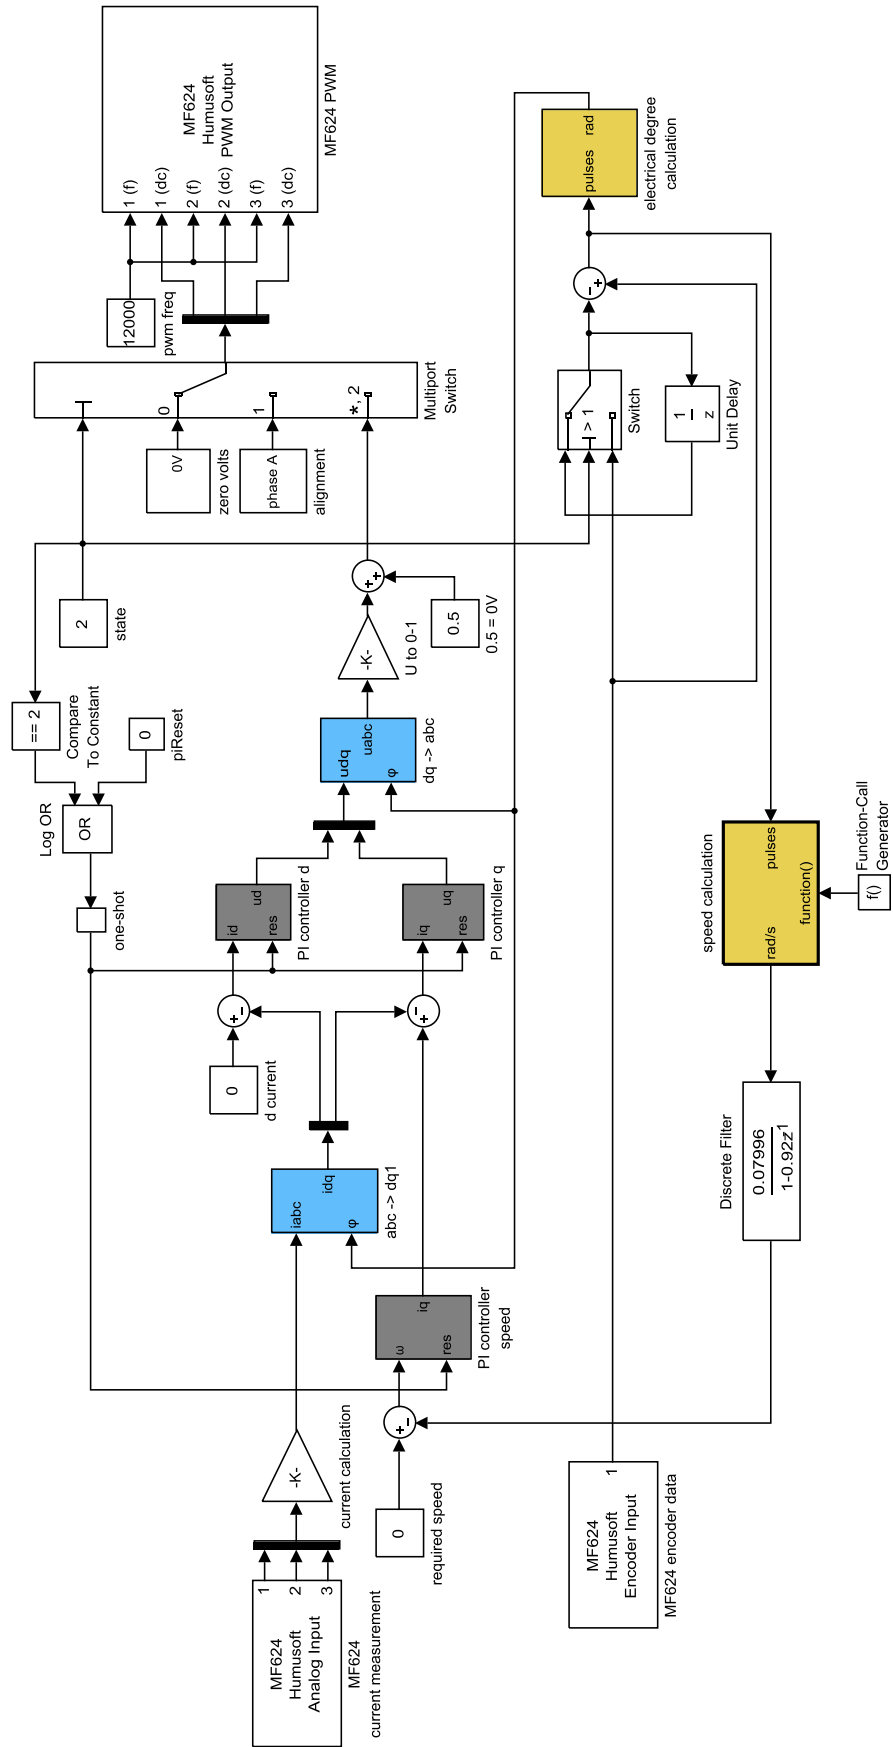 MF624
Humusoft
Analog Input
1
2
3
MF624
current measurement
-K-
current calculation
0
required speed
ω
res
iq
PI controller
speed
iabc
φ
idq
abc -> dq1
0
d current
+
-
-
+
+
-
id
res
ud
PI controller d
iq
res
uq
PI controller q
one-shot
OR
Log OR
== 2
Compare
To Constant
0
piReset
2
state
udq
φ
uabc
dq -> abc
-K-
U to 0-1
0.5
0.5 = 0V
+
+
0V
zero volts
phase A
alignment
0
1
*, 2
Multiport
Switch
12000
pwm freq
1 (f)
1 (dc)
2 (f)
2 (dc)
3 (f)
3 (dc)
MF624
Humusoft
PWM Output
MF624 PWM
MF624
Humusoft
Encoder Input
1
MF624 encoder data
> 1
Switch
1
z
Unit Delay
-
+
pulses
rad
electrical degree
calculation
speed calculation
rad/s
pulses
function()
f()
Function-Call
Generator
Discrete Filter
0.07996
1-0.92z1